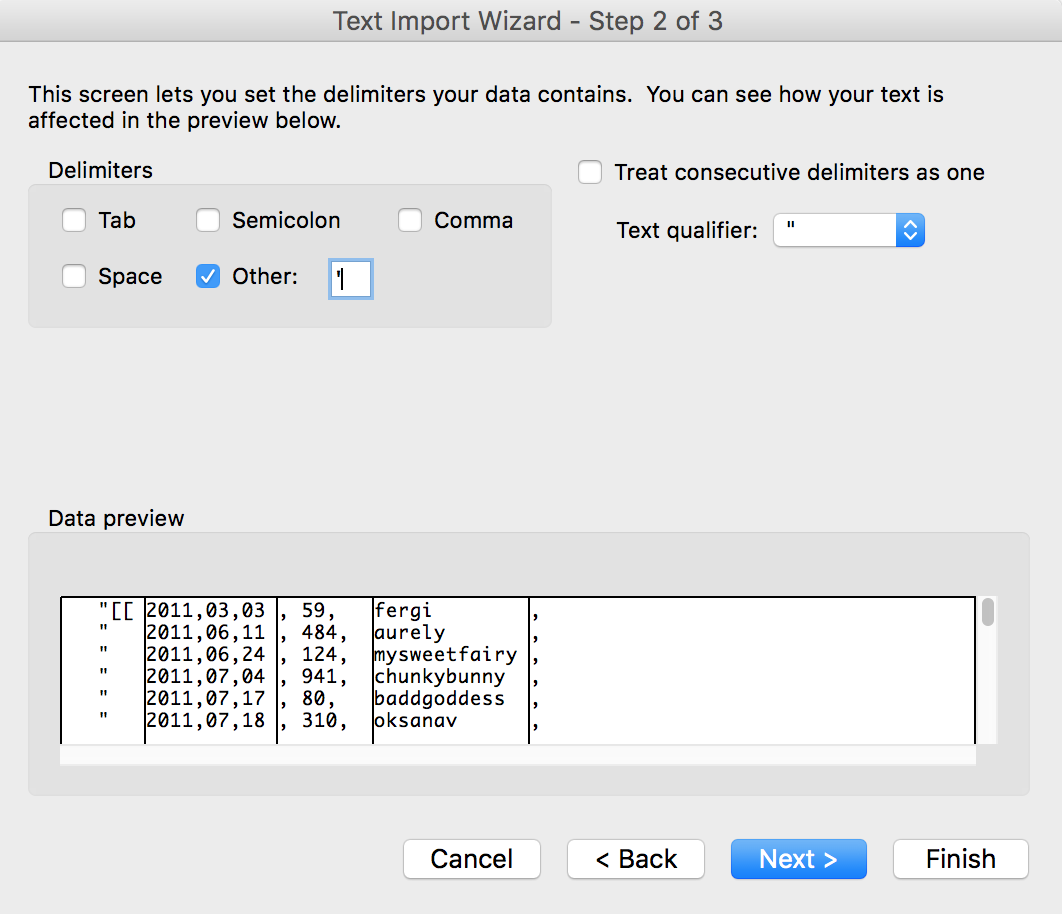 Text Import Wizard - Step 2 of 3
This screen lets you set the delimiters your data contains.  You can see how your text is
affected in the preview below.
Delimiters
Treat consecutive delimiters as one
Tab
Semicolon
Comma
Text qualifier: "
Space
Other: '
Data preview
"[[ 2011,03,03 , 59, fergi ,
" 2011,06,11 , 484, aurely ,
" 2011,06,24 , 124, mysweetfairy ,
" 2011,07,04 , 941, chunkybunny ,
" 2011,07,17 , 80, baddgoddess ,
" 2011,07,18 , 310, oksanav ,
Cancel
< Back
Next >
Finish